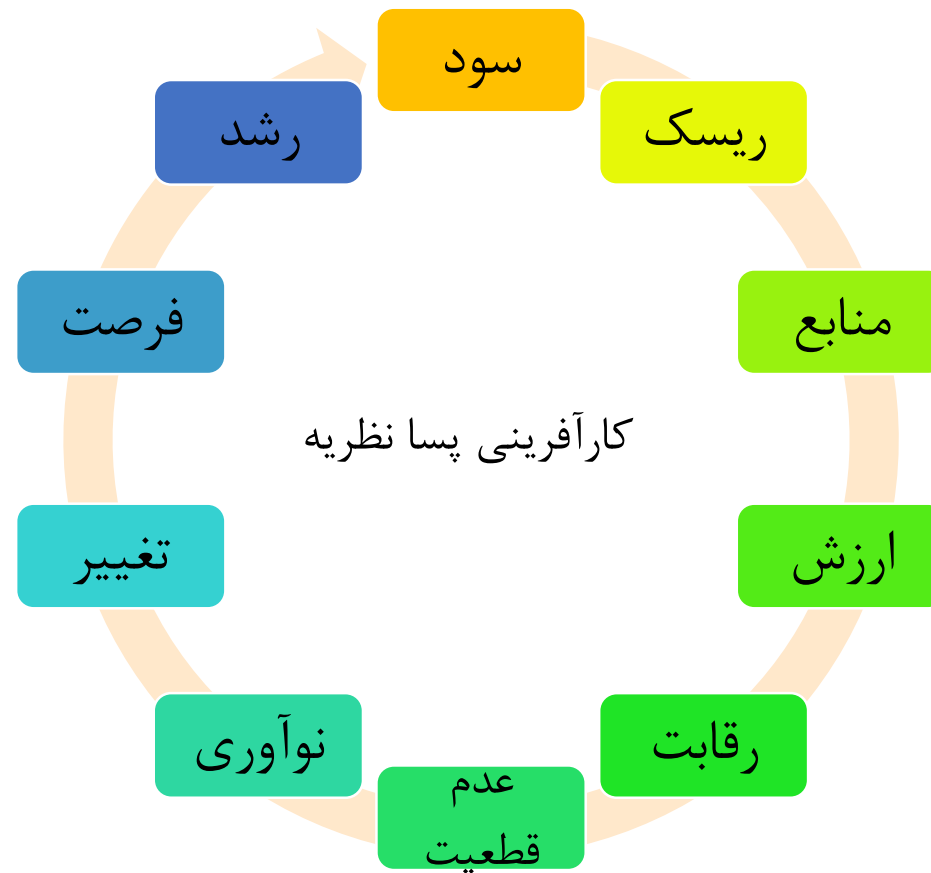 سود
ریسک
منابع
ارزش
رقابت
عدم
قطعیت
نوآوری
تغییر
فرصت
رشد
کارآفرینی پسا نظریه